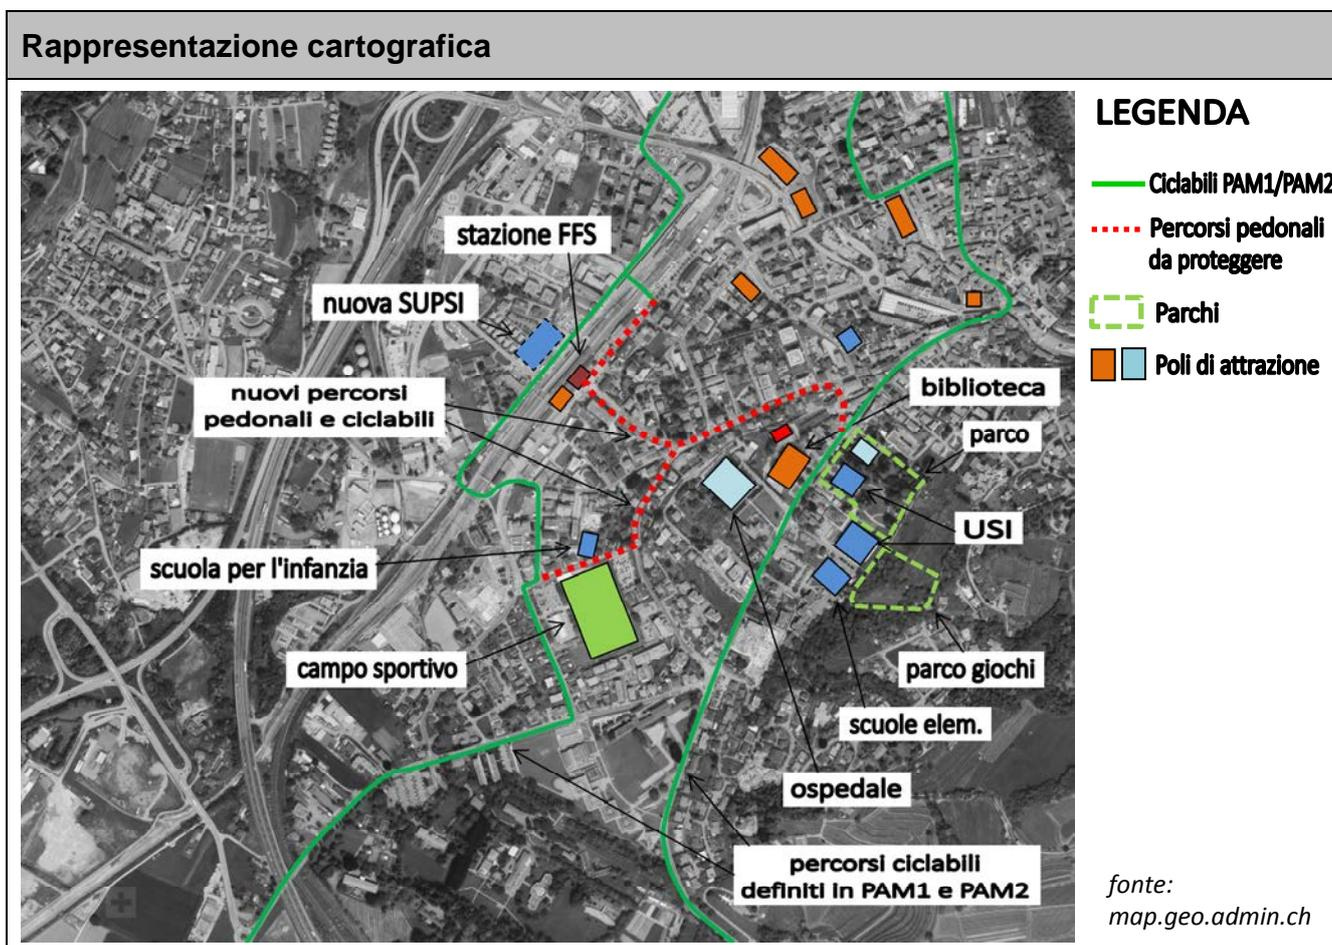 Rappresentazione cartografica
LEGENDA
Ciclabili PAM1/PAM2
Percorsi pedonali
da proteggere
Parchi
Poli di attrazione
stazione FFS
nuova SUPSI
nuovi percorsi
pedonali e ciclabili
biblioteca
parco
USI
scuola per l'infanzia
campo sportivo
parco giochi
scuole elem.
ospedale
percorsi ciclabili
definiti in PAM1 e PAM2
fonte:
map.geo.admin.ch